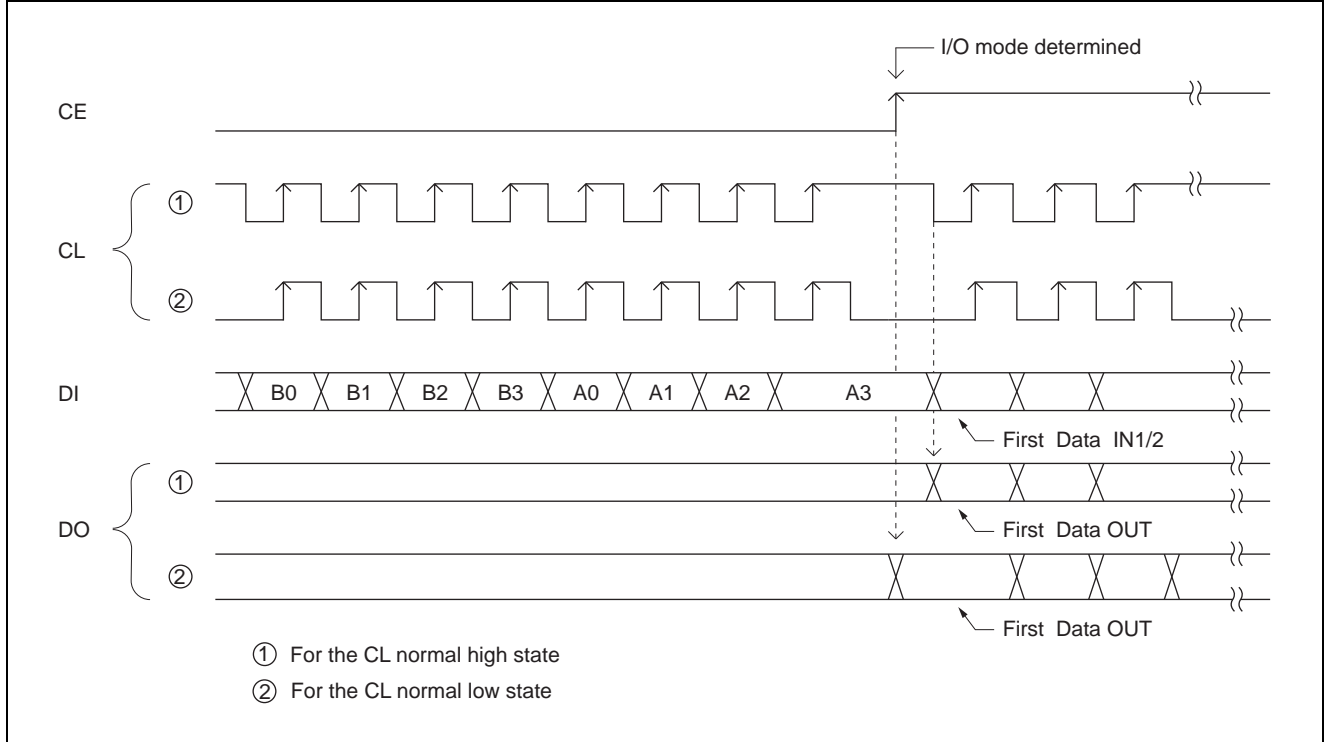 I/O mode determined
CE
①
CL
②
DI B0 B1 B2 B3 A0 A1 A2 A3
First Data IN1/2
①
First Data OUT
DO
②
First Data OUT
① For the CL normal high state
② For the CL normal low state